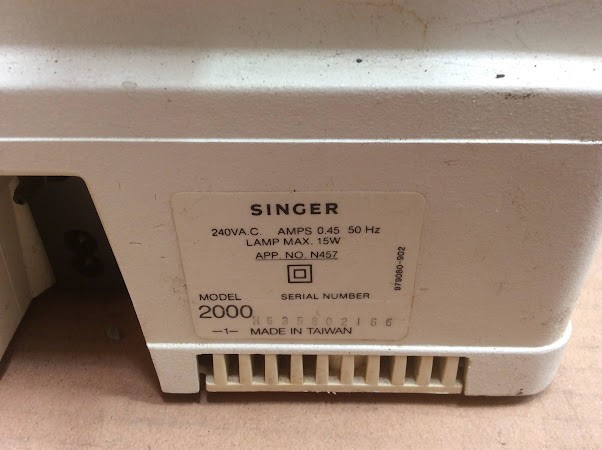 SINGER
240VA.C. AMPS 0.45 50 Hz
LAMP MAX. 15W
APP. NO. N457
979080-902
MODEL SERIAL NUMBER
2000
—1— MADE IN TAIWAN